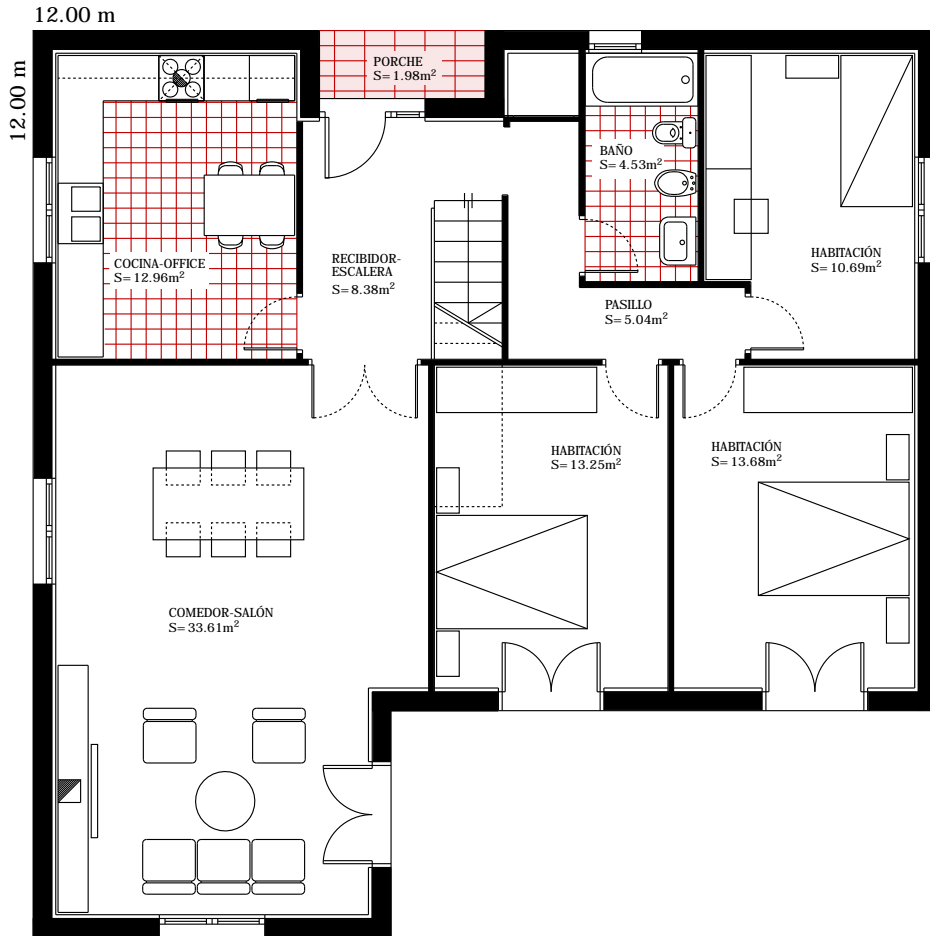 12.00 m
12.00 m
PORCHE
S= 1.98m²
BAÑO
S= 4.53m²
COCINA-OFFICE
S= 12.96m²
RECIBIDOR-
ESCALERA
S= 8.38m²
HABITACIÓN
S= 10.69m²
PASILLO
S= 5.04m²
HABITACIÓN
S= 13.25m²
HABITACIÓN
S= 13.68m²
COMEDOR-SALÓN
S= 33.61m²